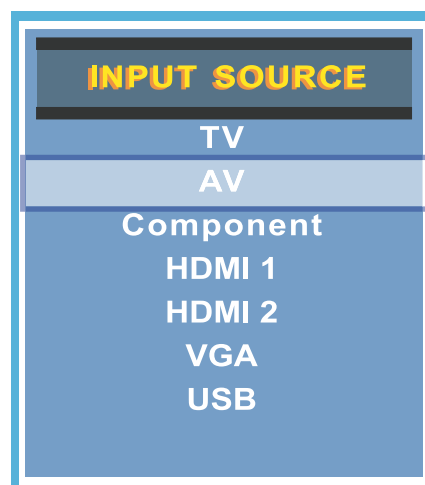 INPUT SOURCE
TV
AV
Component
HDMI 1
HDMI 2
VGA
USB